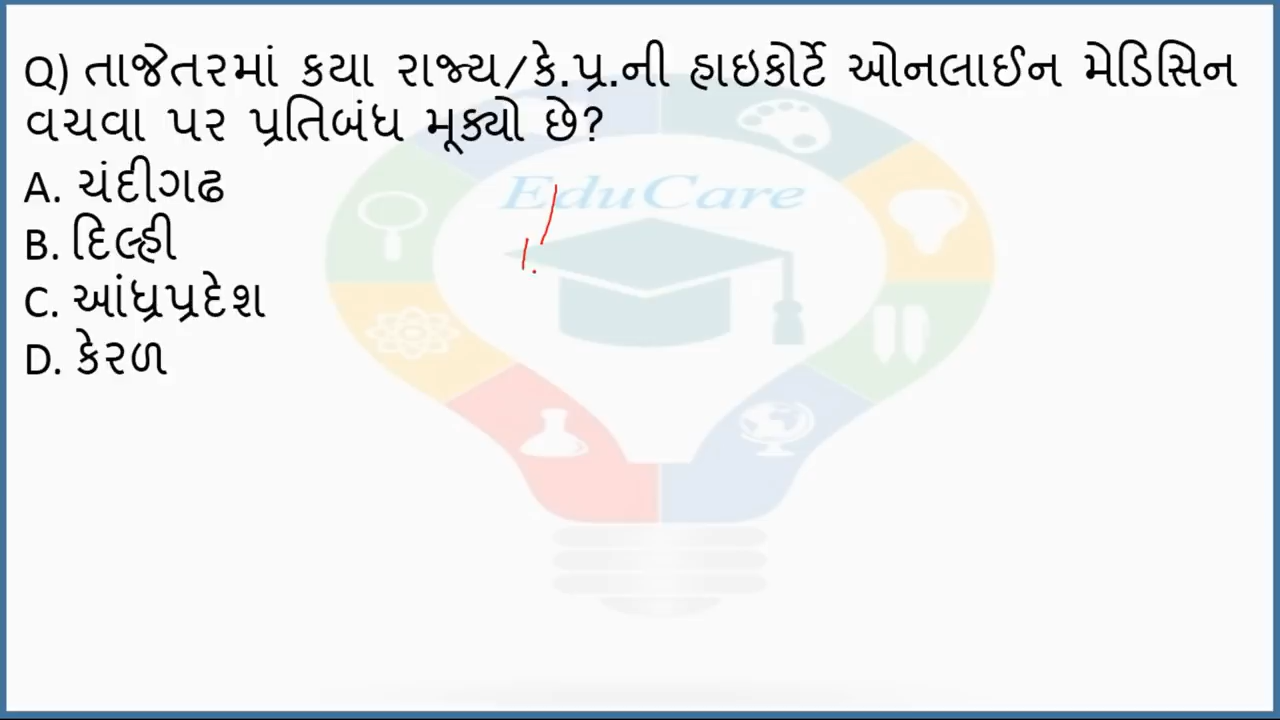 Q) તાજેતરમાં કયા રાજ્ય/કે.પ્ર.ની હાઇકોર્ટે ઓનલાઈન મેડિસિન
વચવા પર પ્રતિબંધ મૂક્યો છે?
EduCare
A. ચંદીગઢ
B. દિલ્હી
C. આંધ્રપ્રદેશ
D. કેરળ